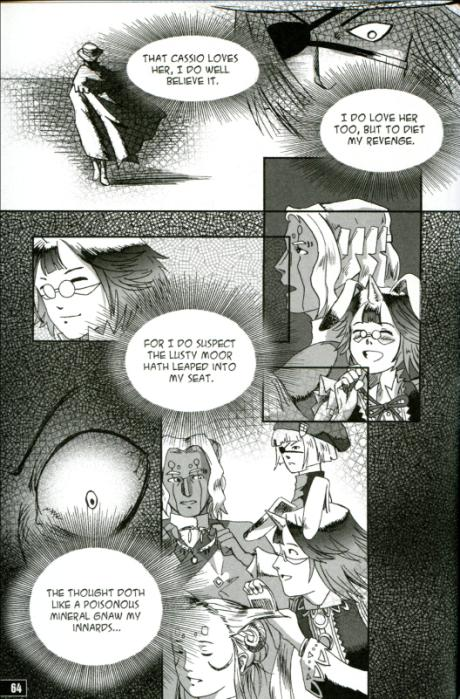 THAT CASSIO LOVES
HER, I DO WELL
BELIEVE IT.
I DO LOVE HER
TOO, BUT TO DIET
MY REVENGE.
FOR I DO SUSPECT
THE LUSTY MOOR
HATH LEAPED INTO
MY SEAT.
THE THOUGHT DOTH
LIKE A POISONOUS
MINERAL GNAW MY
INNARDS...
64